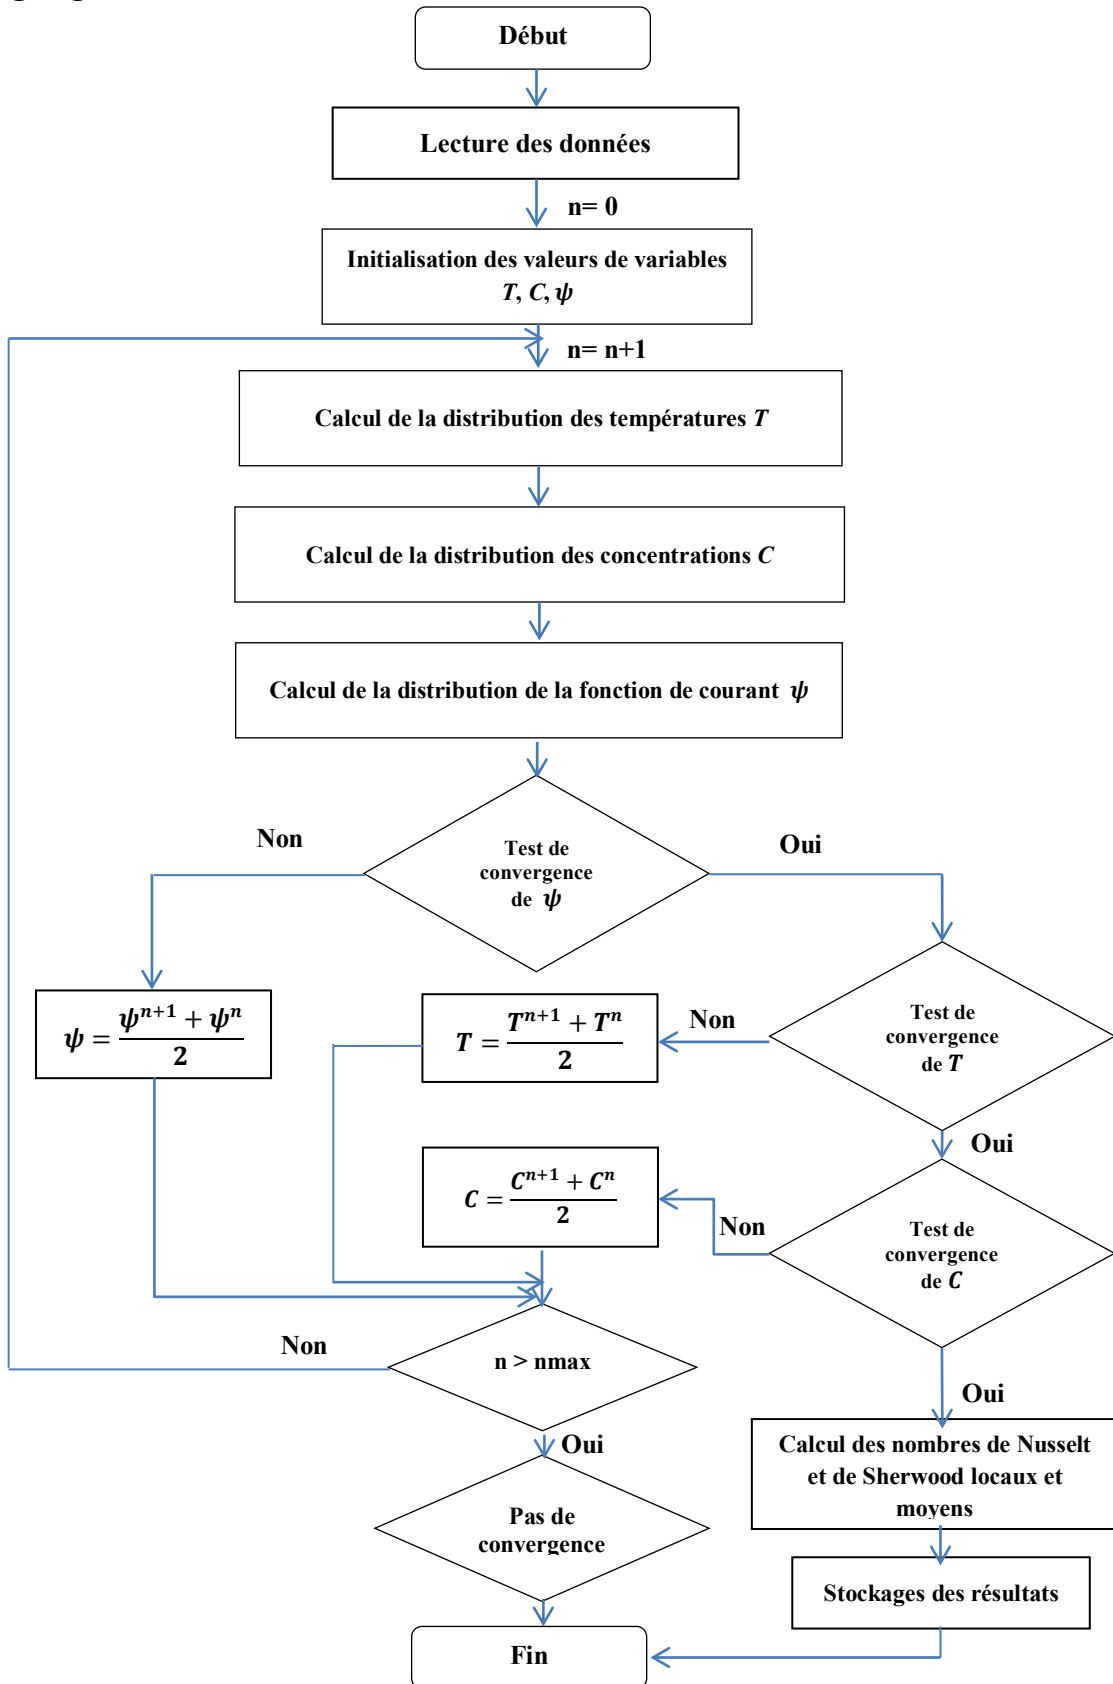 Début
Lecture des données
n= 0
Initialisation des valeurs de variables
T, C, ψ
n= n+1
Calcul de la distribution des températures T
Calcul de la distribution des concentrations C
Calcul de la distribution de la fonction de courant ψ
Non
Test de
convergence
de ψ
Oui
ψ = (ψ^{n+1} + ψ^n)/2
T = (T^{n+1} + T^n)/2
Non
Test de
convergence
de T
Oui
C = (C^{n+1} + C^n)/2
Non
Test de
convergence
de C
Non
n > nmax
Oui
Oui
Calcul des nombres de Nusselt
et de Sherwood locaux et
moyens
Pas de
convergence
Stockages des résultats
Fin